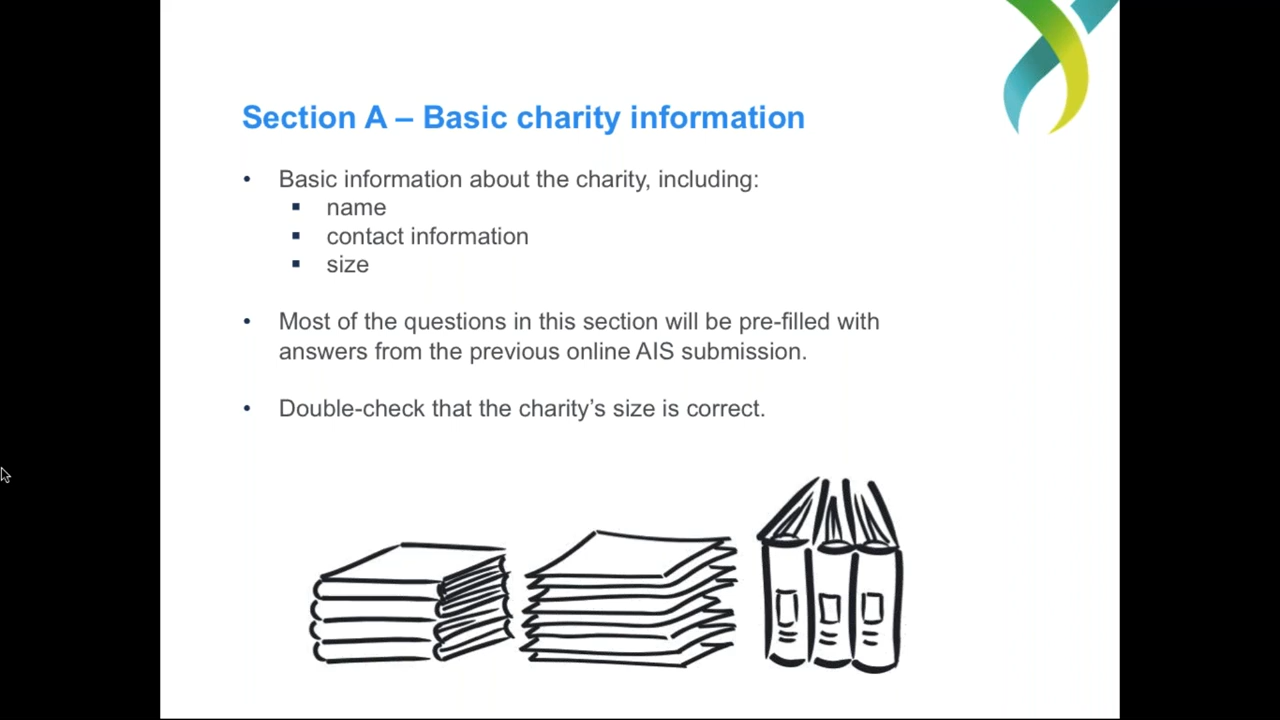 Section A – Basic charity information
• Basic information about the charity, including:
▪ name
▪ contact information
▪ size
• Most of the questions in this section will be pre-filled with
answers from the previous online AIS submission.
• Double-check that the charity’s size is correct.